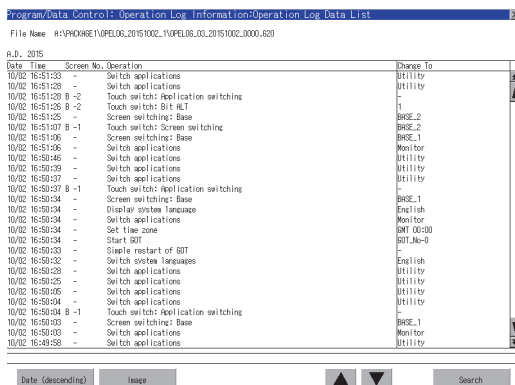 Program/Data Control: Operation Log Information:Operation Log Data List
File Name A:\PACKAGE1\OPELOG_20151002_1\OPELOG_03_20151002_0000.G2O
A.D. 2015
Date Time Screen No. Operation Change To
10/02 16:51:33 - Switch applications Utility
10/02 16:51:28 - Switch applications Utility
10/02 16:51:28 B -2 Touch switch: Application switching -
10/02 16:51:26 B -2 Touch switch: Bit ALT 1
10/02 16:51:25 - Screen switching: Base BASE_2
10/02 16:51:07 B -1 Touch switch: Screen switching BASE_2
10/02 16:51:06 - Screen switching: Base BASE_1
10/02 16:51:06 - Switch applications Monitor
10/02 16:50:46 - Switch applications Utility
10/02 16:50:39 - Switch applications Utility
10/02 16:50:37 - Switch applications Utility
10/02 16:50:37 B -1 Touch switch: Application switching -
10/02 16:50:34 - Screen switching: Base BASE_1
10/02 16:50:34 - Display system language English
10/02 16:50:34 - Switch applications Monitor
10/02 16:50:34 - Set time zone GMT 00:00
10/02 16:50:34 - Start GOT GOT_No-0
10/02 16:50:33 - Simple restart of GOT -
10/02 16:50:32 - Switch system languages English
10/02 16:50:28 - Switch applications Utility
10/02 16:50:25 - Switch applications Utility
10/02 16:50:05 - Switch applications Utility
10/02 16:50:04 - Switch applications Utility
10/02 16:50:04 B -1 Touch switch: Application switching -
10/02 16:50:03 - Screen switching: Base BASE_1
10/02 16:50:03 - Switch applications Monitor
10/02 16:49:58 - Switch applications Utility
Date (descending) Image Search